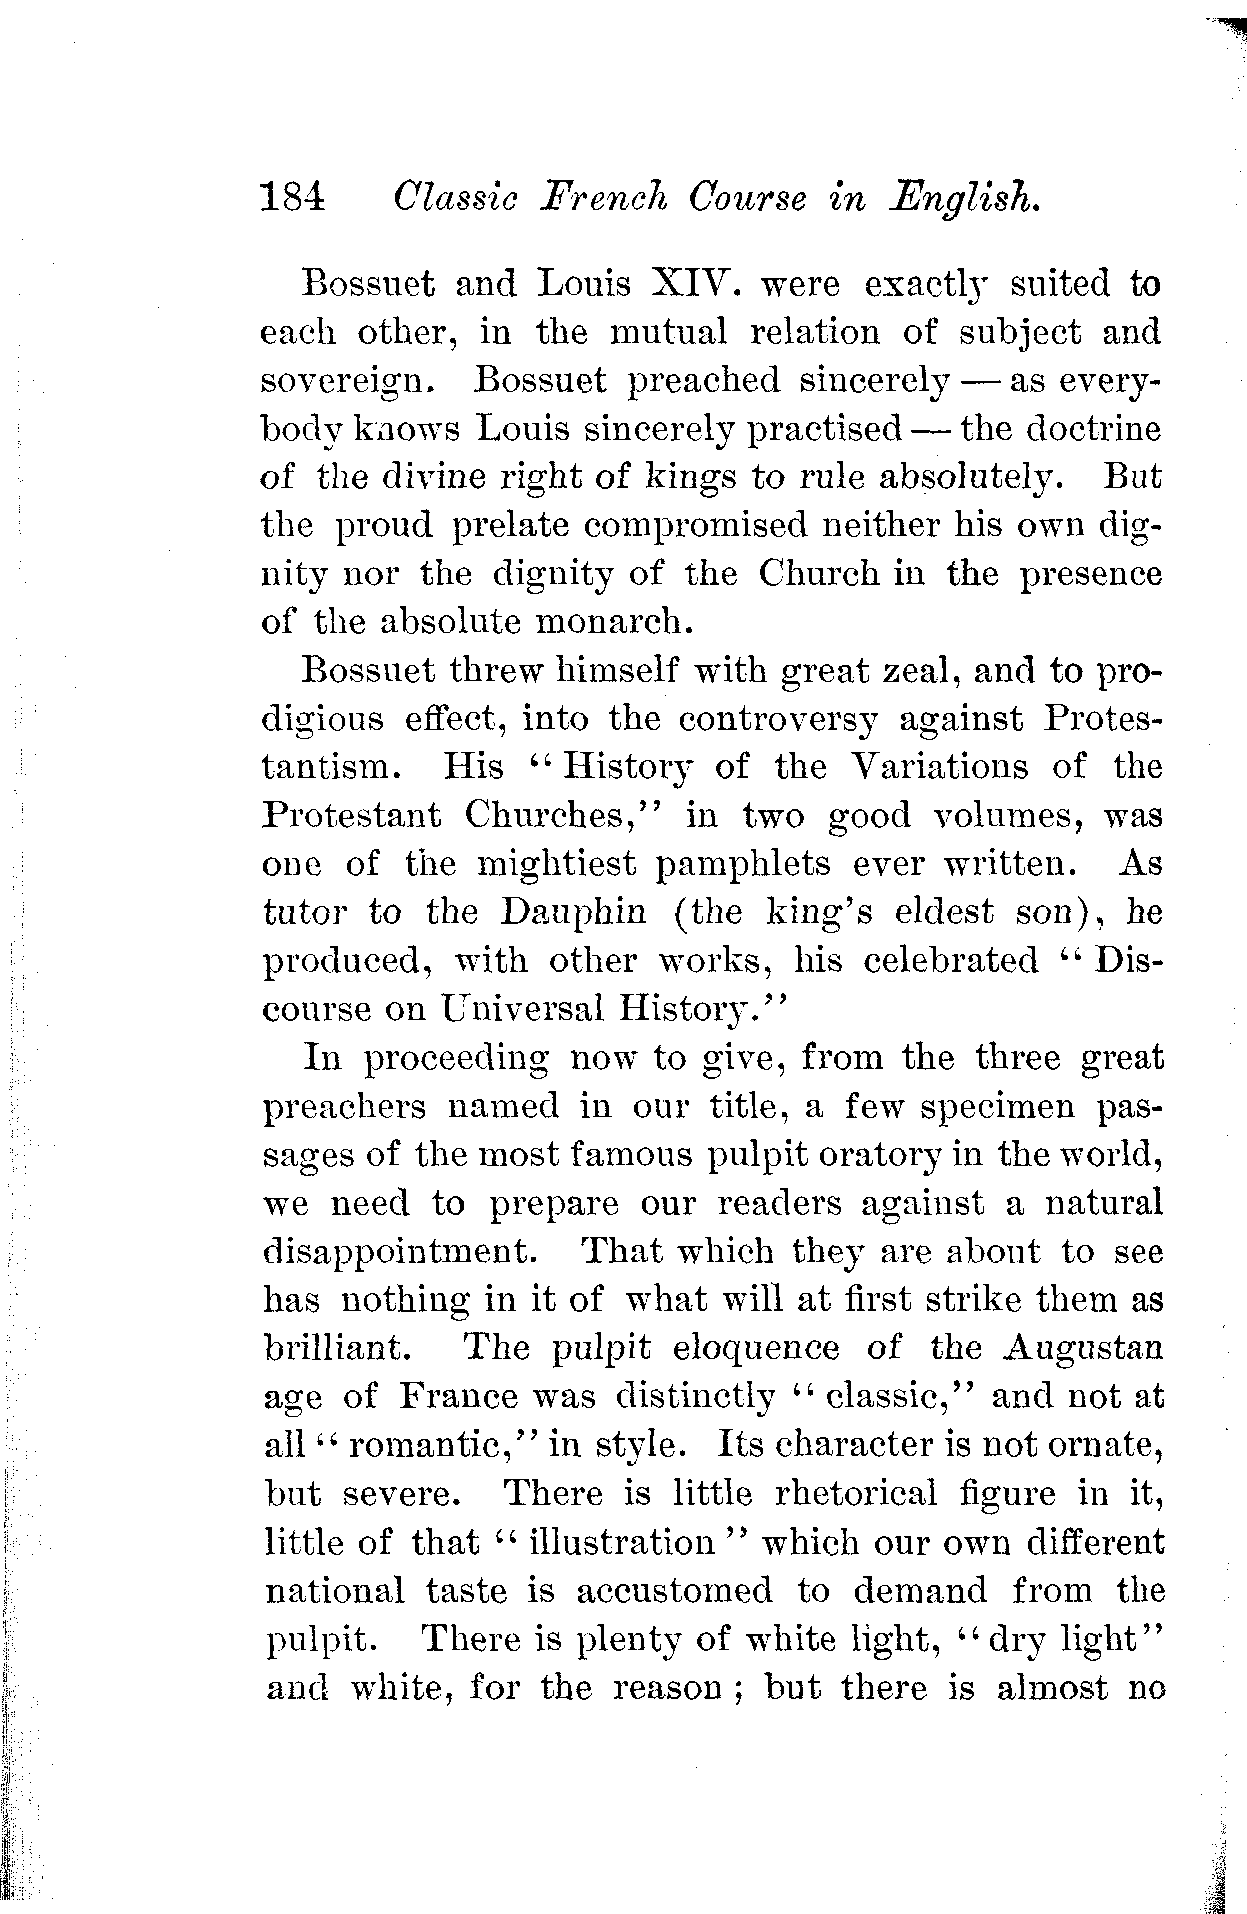 184 Classic French Course in English.
Bossuet and Louis XIV. were exactly suited to
each other, in the mutual relation of subject and
sovereign. Bossuet preached sincerely — as every-
body knows Louis sincerely practised — the doctrine
of the divine right of kings to rule absolutely. But
the proud prelate compromised neither his own dig-
nity nor the dignity of the Church in the presence
of the absolute monarch.
Bossuet threw himself with great zeal, and to pro-
digious effect, into the controversy against Protes-
tantism. His “ History of the Variations of the
Protestant Churches,” in two good volumes, was
one of the mightiest pamphlets ever written. As
tutor to the Dauphin (the king’s eldest son), he
produced, with other works, his celebrated “ Dis-
course on Universal History.”
In proceeding now to give, from the three great
preachers named in our title, a few specimen pas-
sages of the most famous pulpit oratory in the world,
we need to prepare our readers against a natural
disappointment. That which they are about to see
has nothing in it of what will at first strike them as
brilliant. The pulpit eloquence of the Augustan
age of France was distinctly “ classic,” and not at
all “ romantic,” in style. Its character is not ornate,
but severe. There is little rhetorical figure in it,
little of that “ illustration ” which our own different
national taste is accustomed to demand from the
pulpit. There is plenty of white light, “ dry light”
and white, for the reason ; but there is almost no